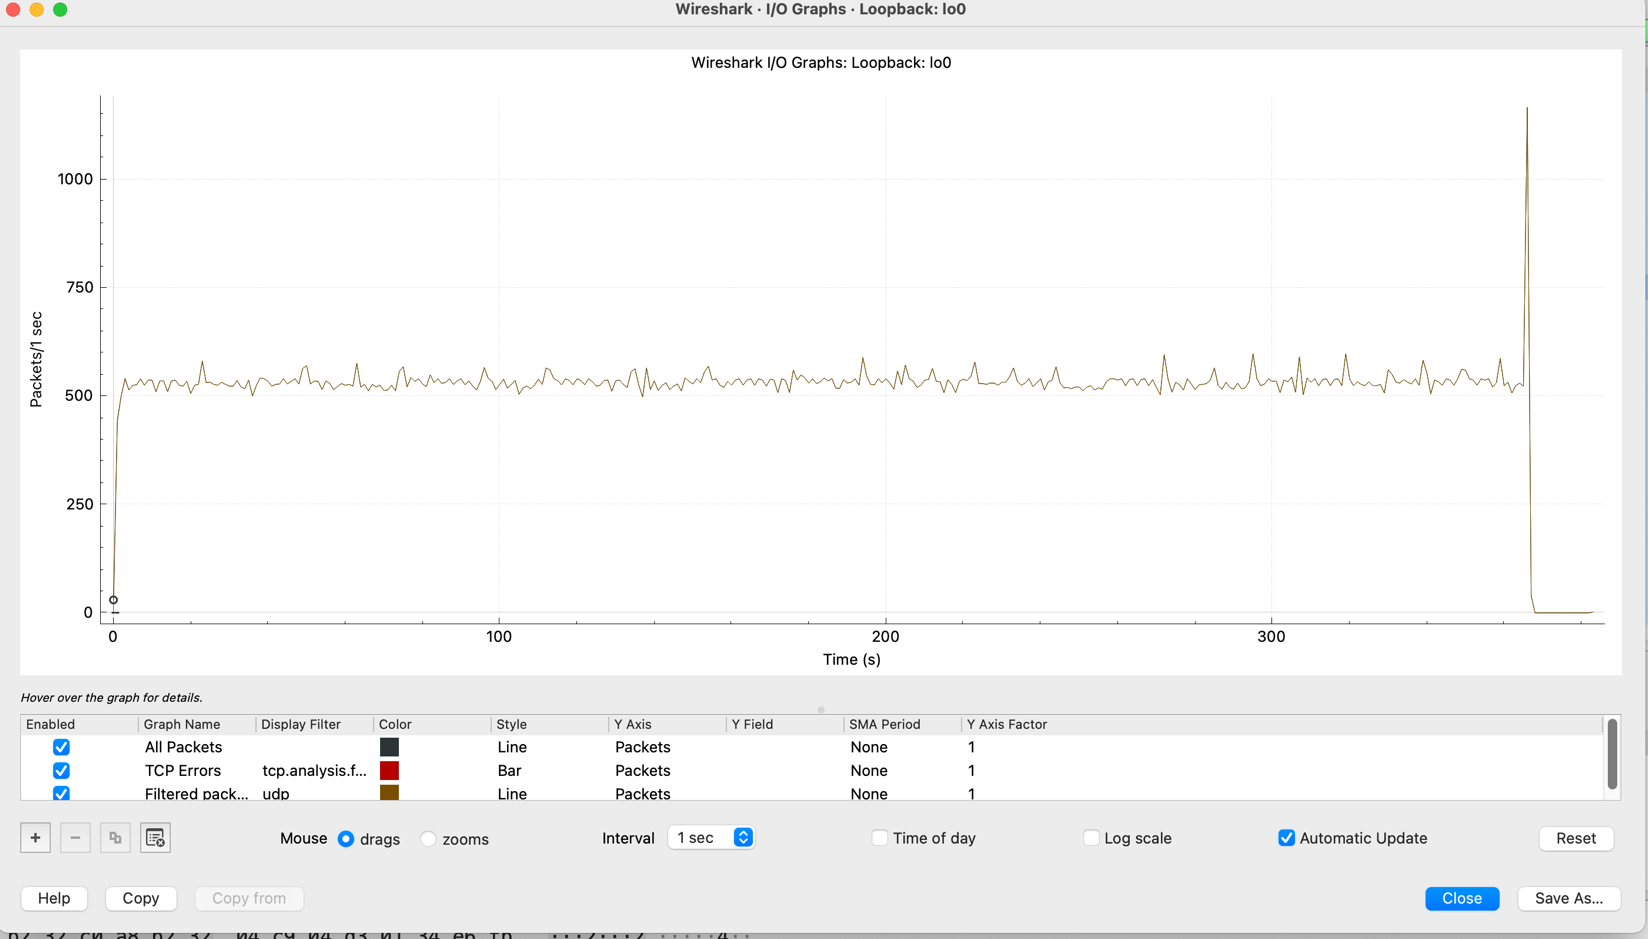 Wireshark · I/O Graphs · Loopback: lo0
Wireshark I/O Graphs: Loopback: lo0
1000
750
500
250
0
Packets/1 sec
0 100 200 300
Time (s)
Hover over the graph for details.
Enabled Graph Name Display Filter Color Style Y Axis Y Field SMA Period Y Axis Factor
All Packets Line Packets None 1
TCP Errors tcp.analysis.f... Bar Packets None 1
Filtered pack... udp Line Packets None 1
+ − Mouse drags zooms Interval 1 sec Time of day Log scale Automatic Update Reset
Help Copy Copy from Close Save As...